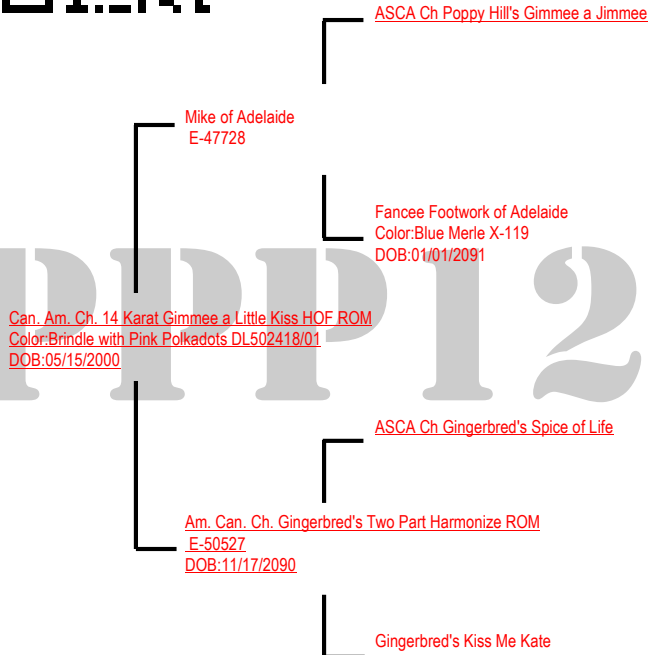 ASCA Ch Poppy Hill's Gimmee a Jimmee
Mike of Adelaide
E-47728
Fancee Footwork of Adelaide
Color:Blue Merle X-119
DOB:01/01/2091
PPP12
Can. Am. Ch. 14 Karat Gimmee a Little Kiss HOF ROM
Color:Brindle with Pink Polkadots DL502418/01
DOB:05/15/2000
ASCA Ch Gingerbred's Spice of Life
Am. Can. Ch. Gingerbred's Two Part Harmonize ROM
E-50527
DOB:11/17/2090
Gingerbred's Kiss Me Kate